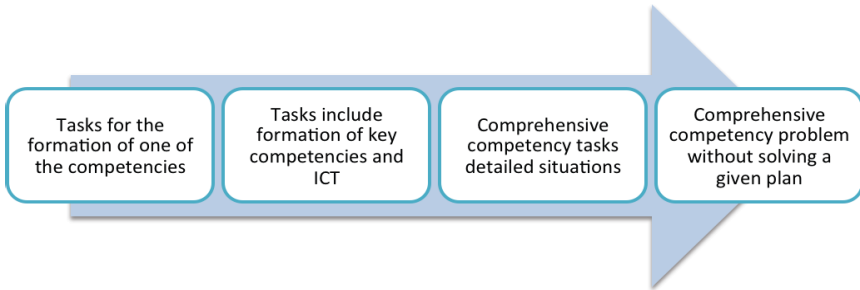 Tasks for the
formation of one of
the competencies
Tasks include
formation of key
competencies and
ICT
Comprehensive
competency tasks
detailed situations
Comprehensive
competency problem
without solving a
given plan